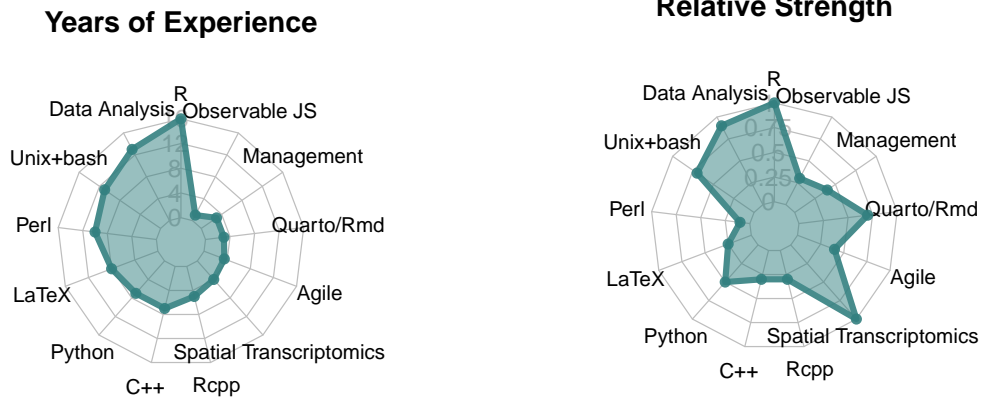 Years of Experience
Relative Strength
R
Data Analysis
Observable JS
Unix+bash
Management
Perl
Quarto/Rmd
LaTeX
Agile
Python
Spatial Transcriptomics
C++
Rcpp
12
8
4
0
R
Data Analysis
Observable JS
Unix+bash
Management
Perl
Quarto/Rmd
LaTeX
Agile
Python
Spatial Transcriptomics
C++
Rcpp
0.75
0.5
0.25
0